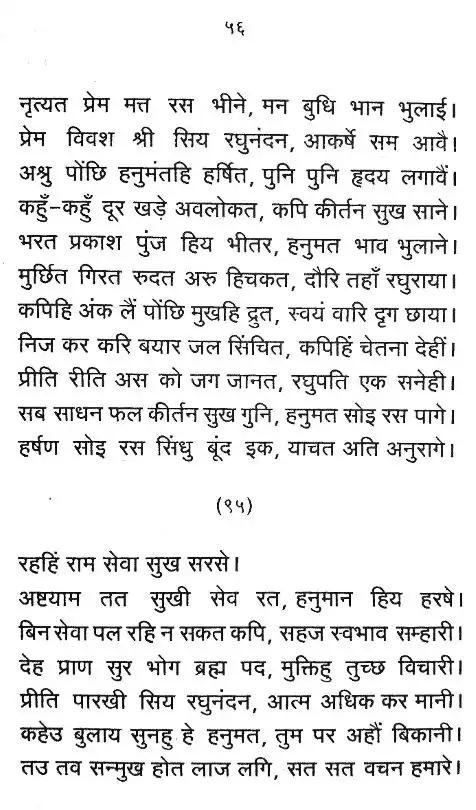 ५६
नृत्यत प्रेम मत्त रस भीने, मन बुधि भान भुलाई।
प्रेम विवश श्री सिय रघुनंदन, आकर्षे सम आवै।
अश्रु पोंछि हनुमंतहि हर्षित, पुनि पुनि हृदय लगावैं।
कहुँ-कहुँ दूर खड़े अवलोकत, कपि कीर्तन सुख साने।
भरत प्रकाश पुंज हिय भीतर, हनुमत भाव भुलाने।
मुर्छित गिरत रुदत अरु हिचकत, दौरि तहाँ रघुराया।
कपिहि अंक लैं पोंछि मुखहि द्रुत, स्वयं वारि दृग छाया।
निज कर करि बयार जल सिंचित, कपिहिं चेतना देहीं।
प्रीति रीति अस को जग जानत, रघुपति एक सनेही।
सब साधन फल कीर्तन सुख गुनि, हनुमत सोइ रस पागे।
हर्षण सोइ रस सिंधु बूंद इक, याचत अति अनुरागे।
(९५)
रहहिं राम सेवा सुख सरसे।
अष्टयाम तत सुखी सेव रत, हनुमान हिय हरषे।
बिन सेवा पल रहि न सकत कपि, सहज स्वभाव सम्हारी।
देह प्राण सुर भोग ब्रह्म पद, मुक्तिहु तुच्छ विचारी।
प्रीति पारखी सिय रघुनंदन, आत्म अधिक कर मानी।
कहेउ बुलाय सुनहु हे हनुमत, तुम पर अहौं बिकानी।
तउ तव सन्मुख होत लाज लगि, सत सत वचन हमारे।